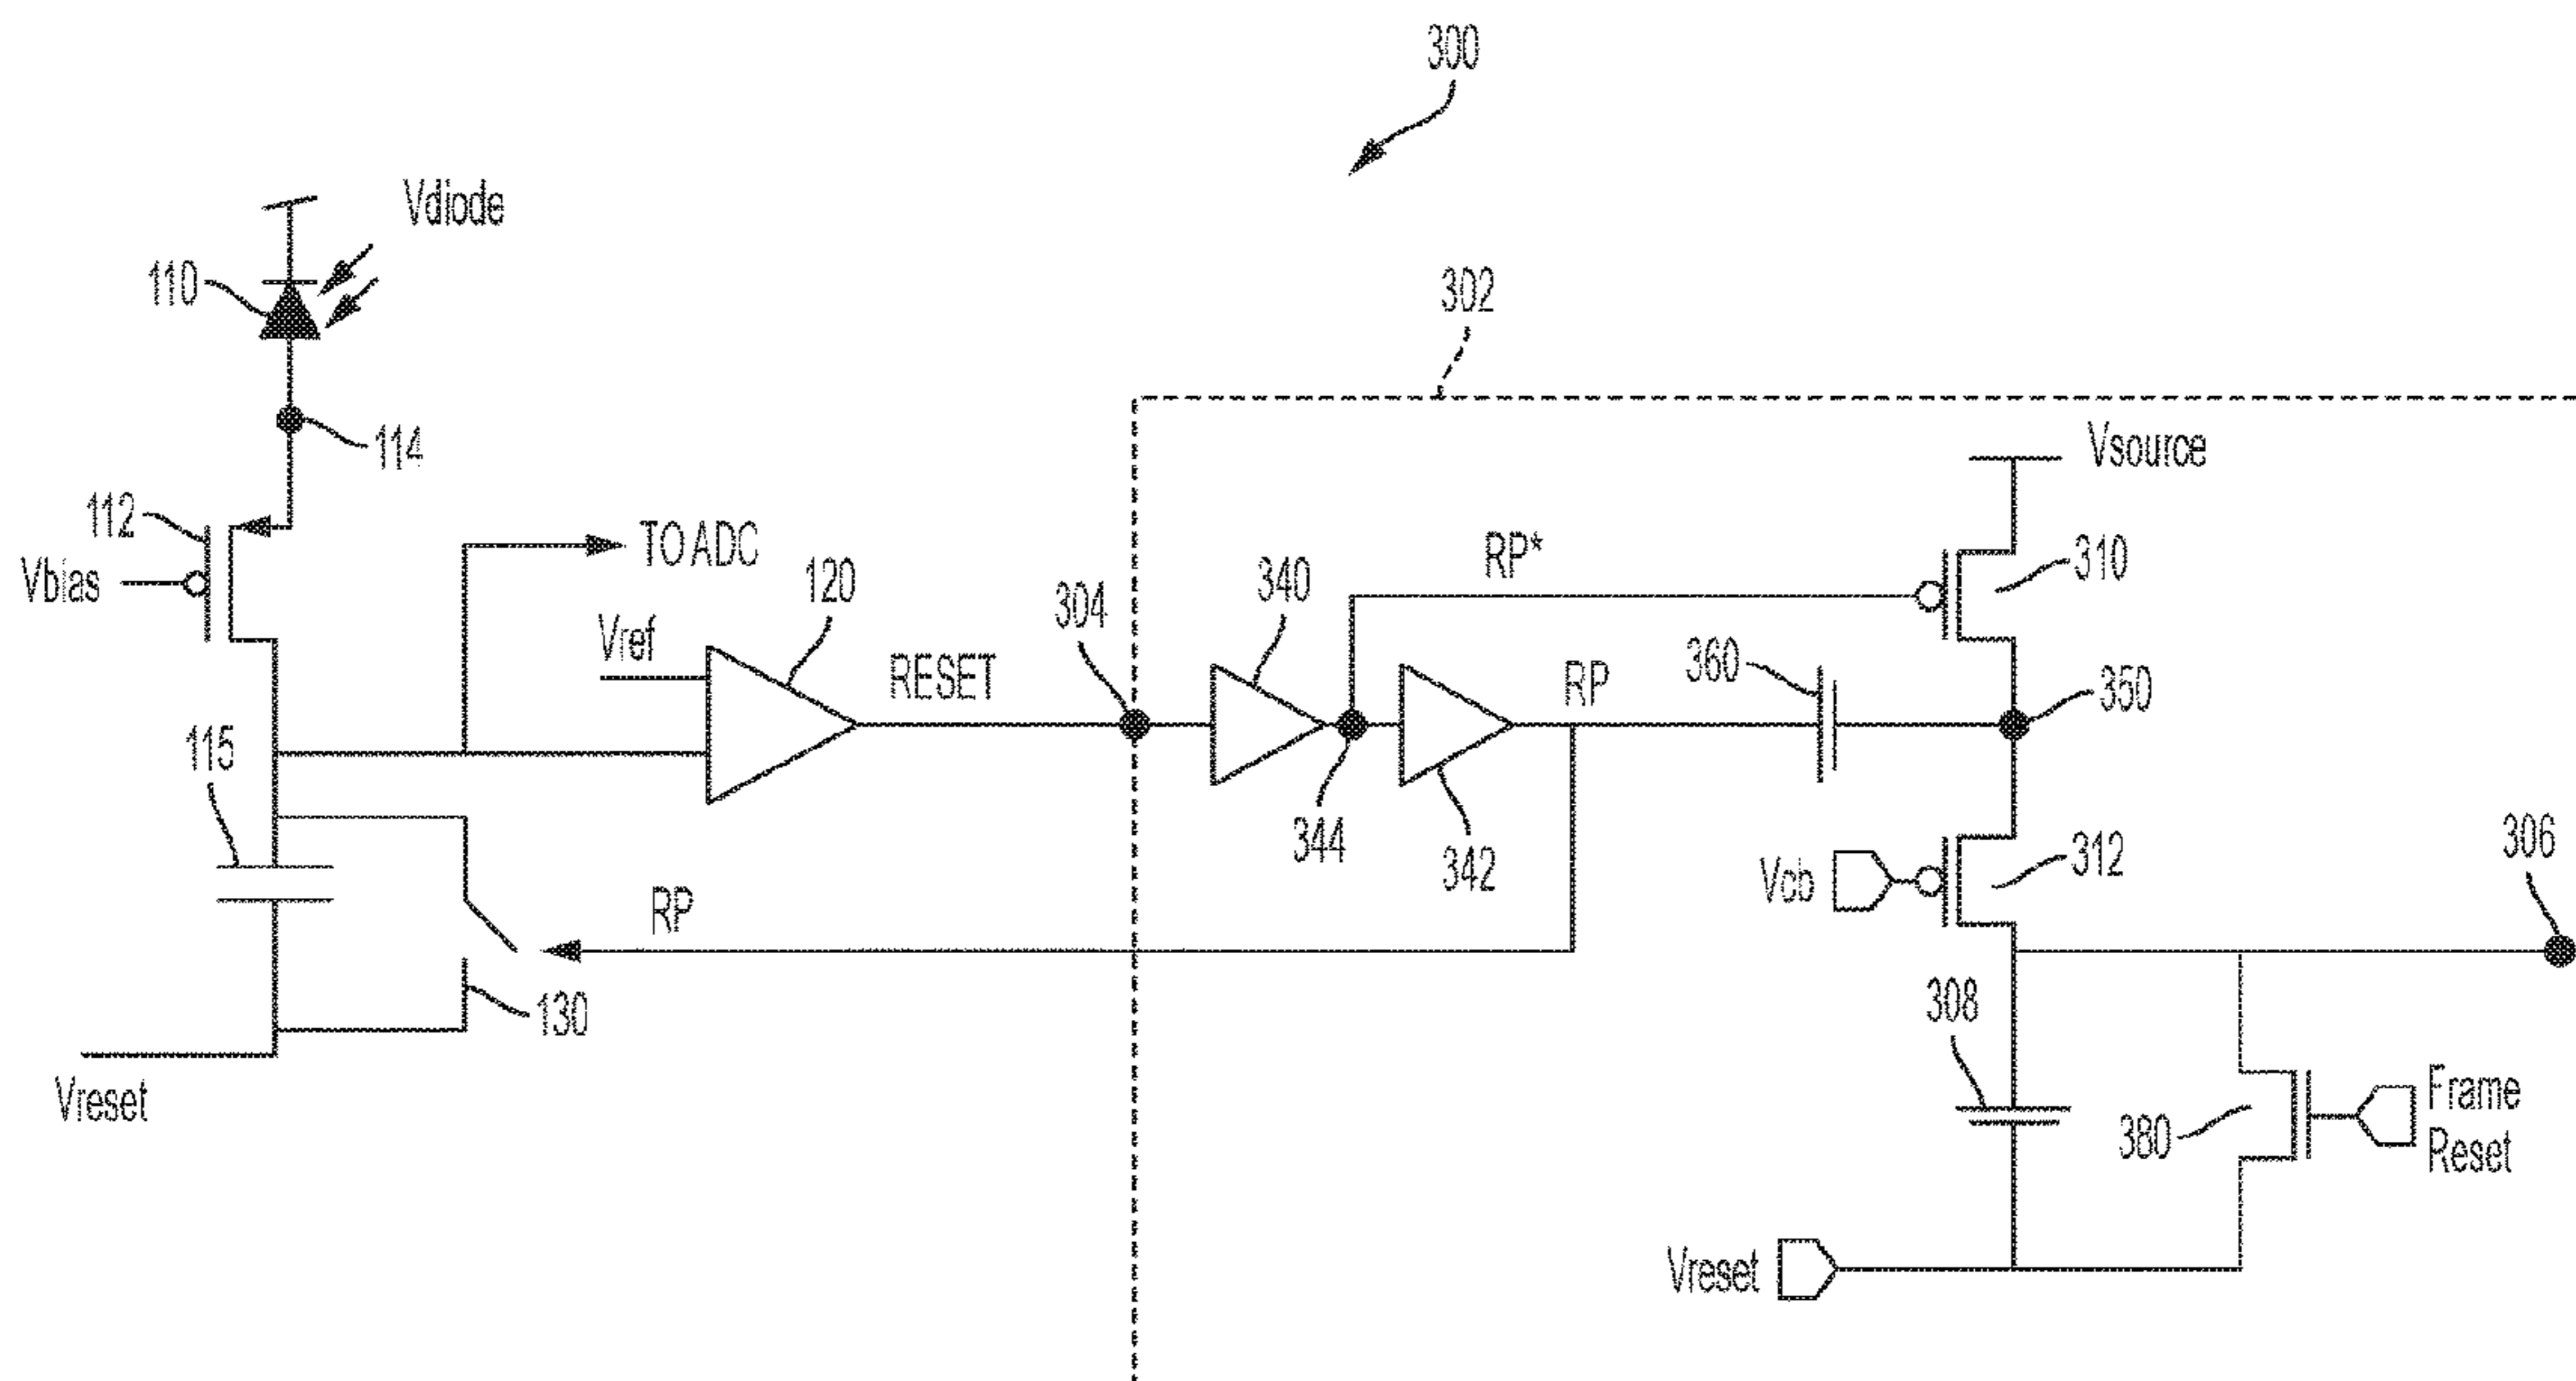 300
Vdiode
110
302
114
Vsource
112
TO ADC
RP*
310
Vbias
120
304
340
Vref
RESET
360
RP
350
115
344
342
Vcb
312
306
RP
308
130
Frame
Reset
380
Vreset
Vreset